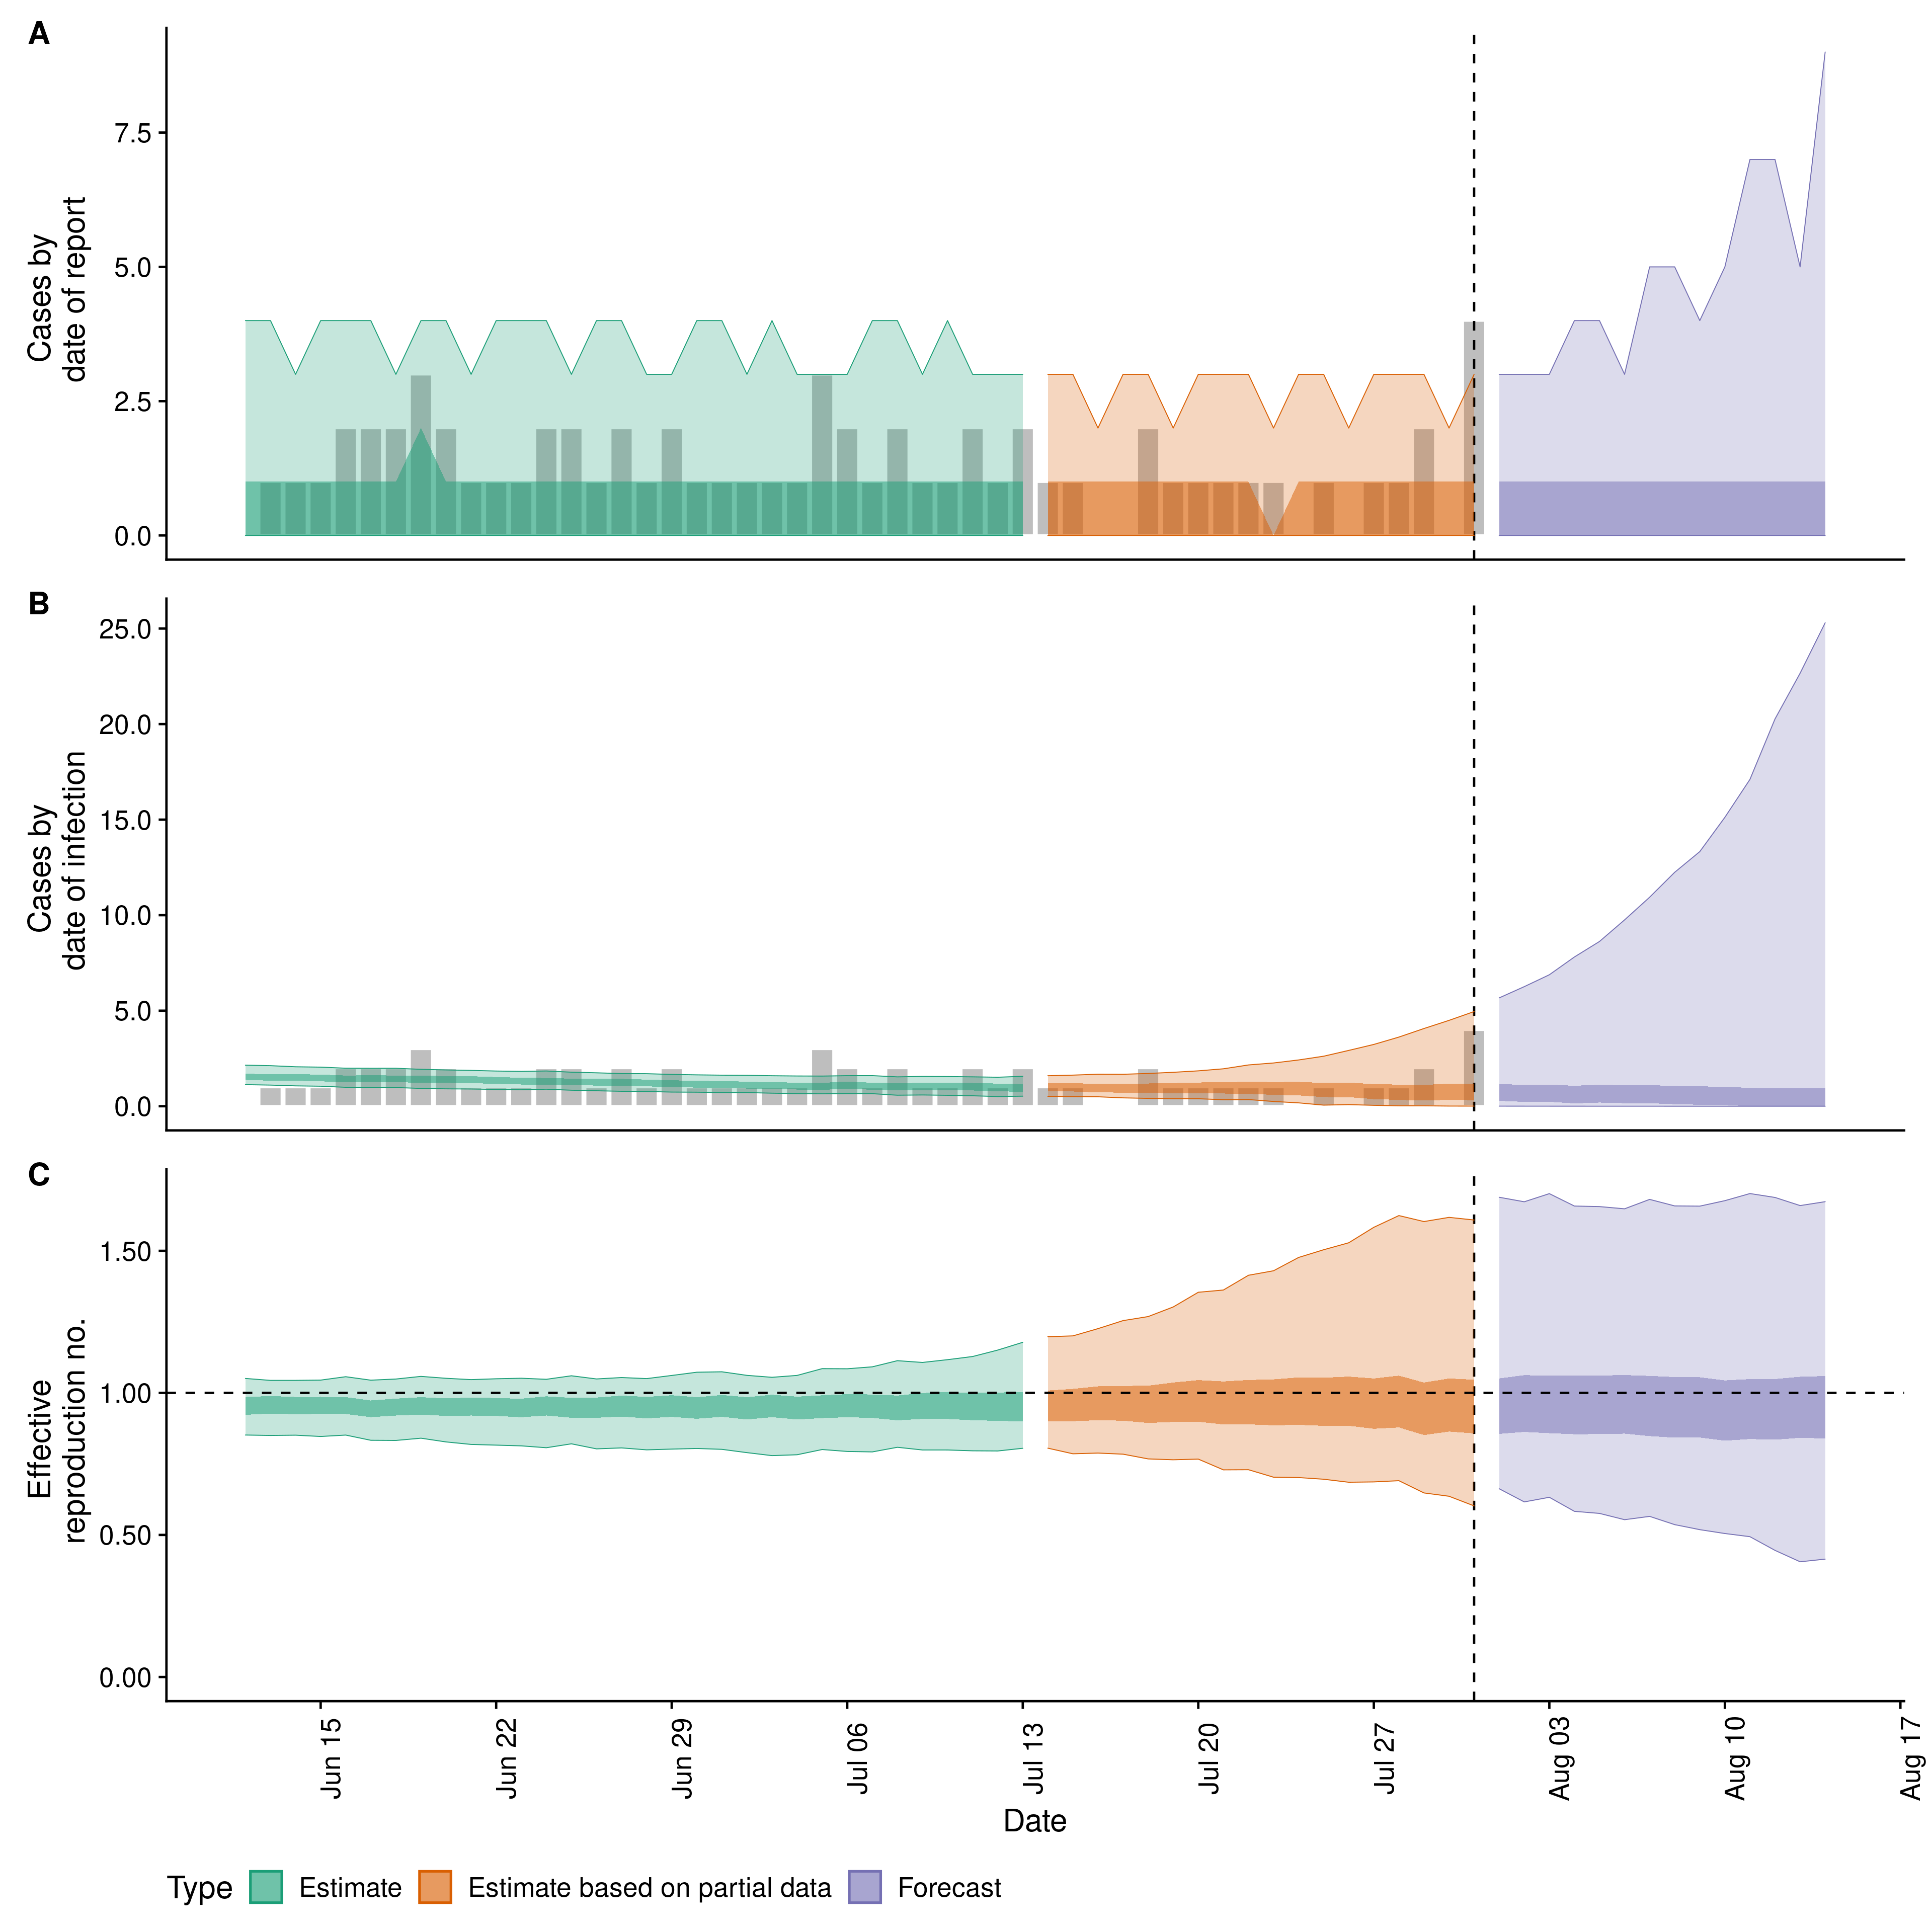 A
Cases by
date of report
7.5
5.0
2.5
0.0
B
Cases by
date of infection
25.0
20.0
15.0
10.0
5.0
0.0
C
Effective
reproduction no.
1.50
1.00
0.50
0.00
Jun 15
Jun 22
Jun 29
Jul 06
Jul 13
Jul 20
Jul 27
Aug 03
Aug 10
Aug 17
Date
Type Estimate Estimate based on partial data Forecast